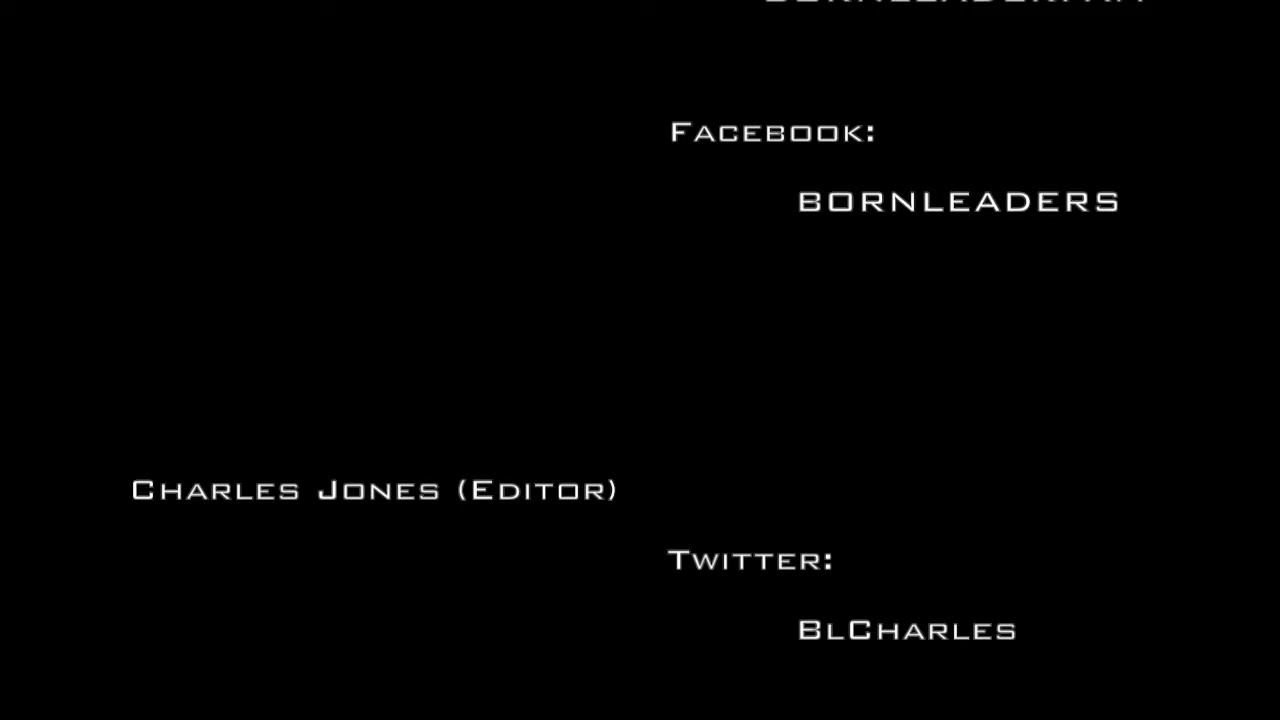 Facebook:
BORNLEADERS
Charles Jones (Editor)
Twitter:
BlCharles